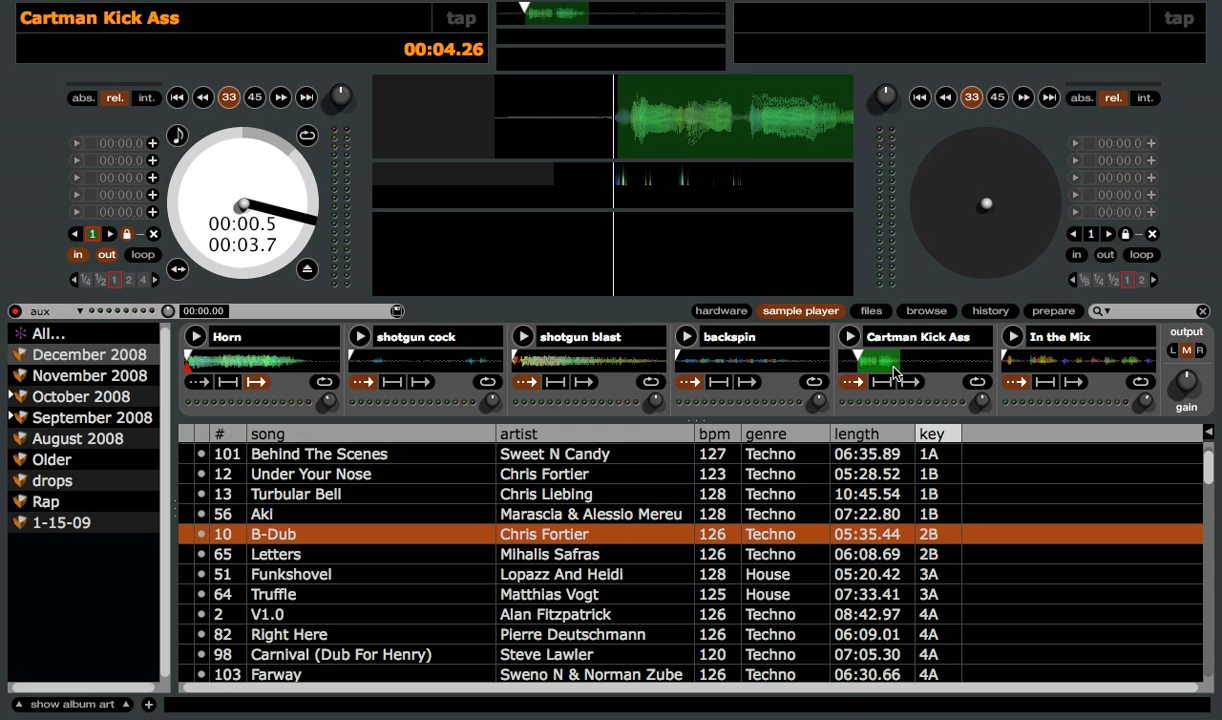 Cartman Kick Ass
tap
00:04.26
tap
abs. rel. int. 33 45
33 45 abs. rel. int.
00:00.0
00:00.0
00:00.0
00:00.0
00:00.0
00:00.5
00:03.7
1
in out loop
1/4 1/2 1 2 4
00:00.0
00:00.0
00:00.0
00:00.0
00:00.0
1
in out loop
1/8 1/4 1/2 1 2
aux 00:00.00
hardware sample player files browse history prepare
Horn shotgun cock shotgun blast backspin Cartman Kick Ass In the Mix
output
L M R
gain
All...
December 2008
November 2008
October 2008
September 2008
August 2008
Older
drops
Rap
1-15-09
# song artist bpm genre length key
101 Behind The Scenes Sweet N Candy 127 Techno 06:35.89 1A
12 Under Your Nose Chris Fortier 123 Techno 05:28.52 1B
13 Turbular Bell Chris Liebing 128 Techno 10:45.54 1B
56 Aki Marascia & Alessio Mereu 128 Techno 07:22.80 1B
10 B-Dub Chris Fortier 126 Techno 05:35.44 2B
65 Letters Mihalis Safras 126 Techno 06:08.69 2B
51 Funkshovel Lopazz And Heidi 128 House 05:20.42 3A
64 Truffle Matthias Vogt 125 House 07:33.41 3A
2 V1.0 Alan Fitzpatrick 126 Techno 08:42.97 4A
82 Right Here Pierre Deutschmann 126 Techno 06:09.01 4A
98 Carnival (Dub For Henry) Steve Lawler 120 Techno 07:05.30 4A
103 Farway Sweno N & Norman Zube 126 Techno 06:30.66 4A
show album art